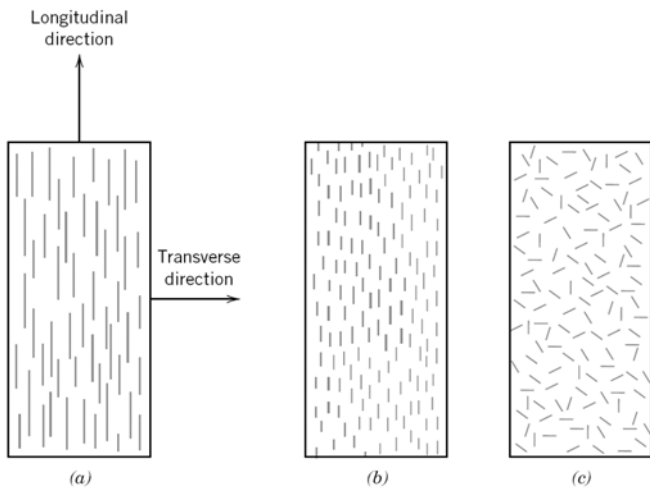 Longitudinal
direction
Transverse
direction
(a)
(b)
(c)